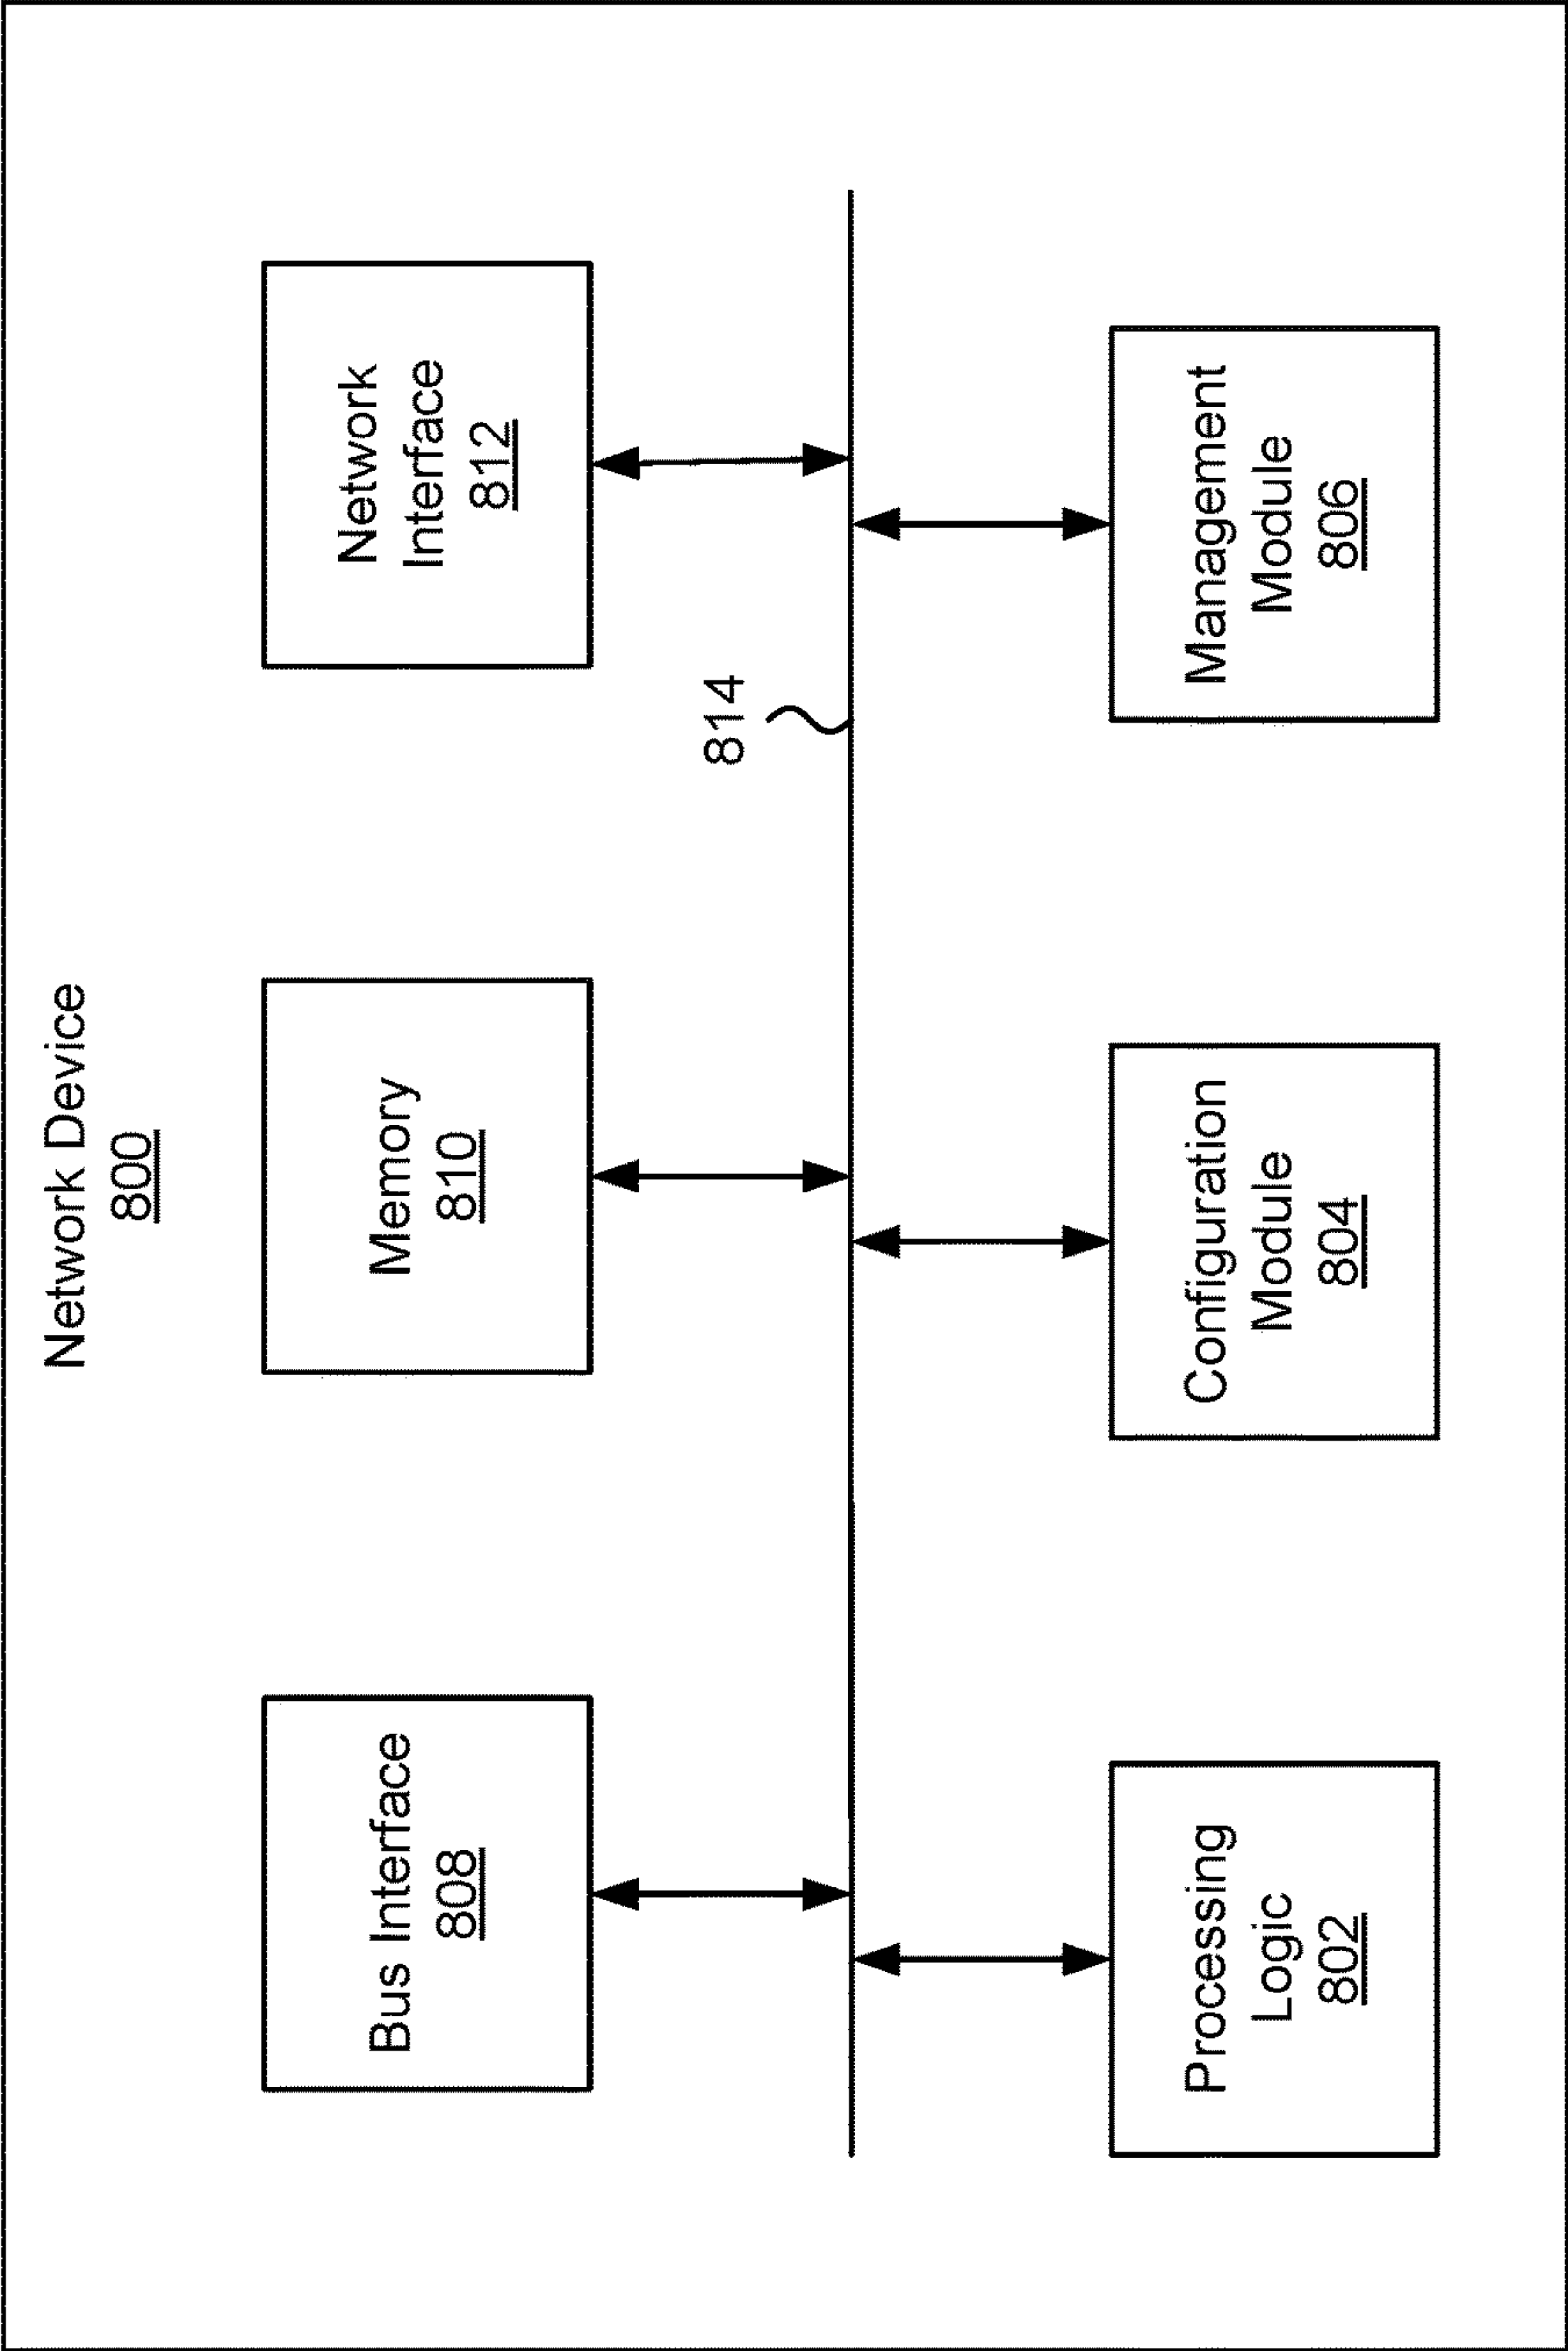 Network Device
800
Bus Interface
808
Memory
810
Network
Interface
812
814
Processing
Logic
802
Configuration
Module
804
Management
Module
806